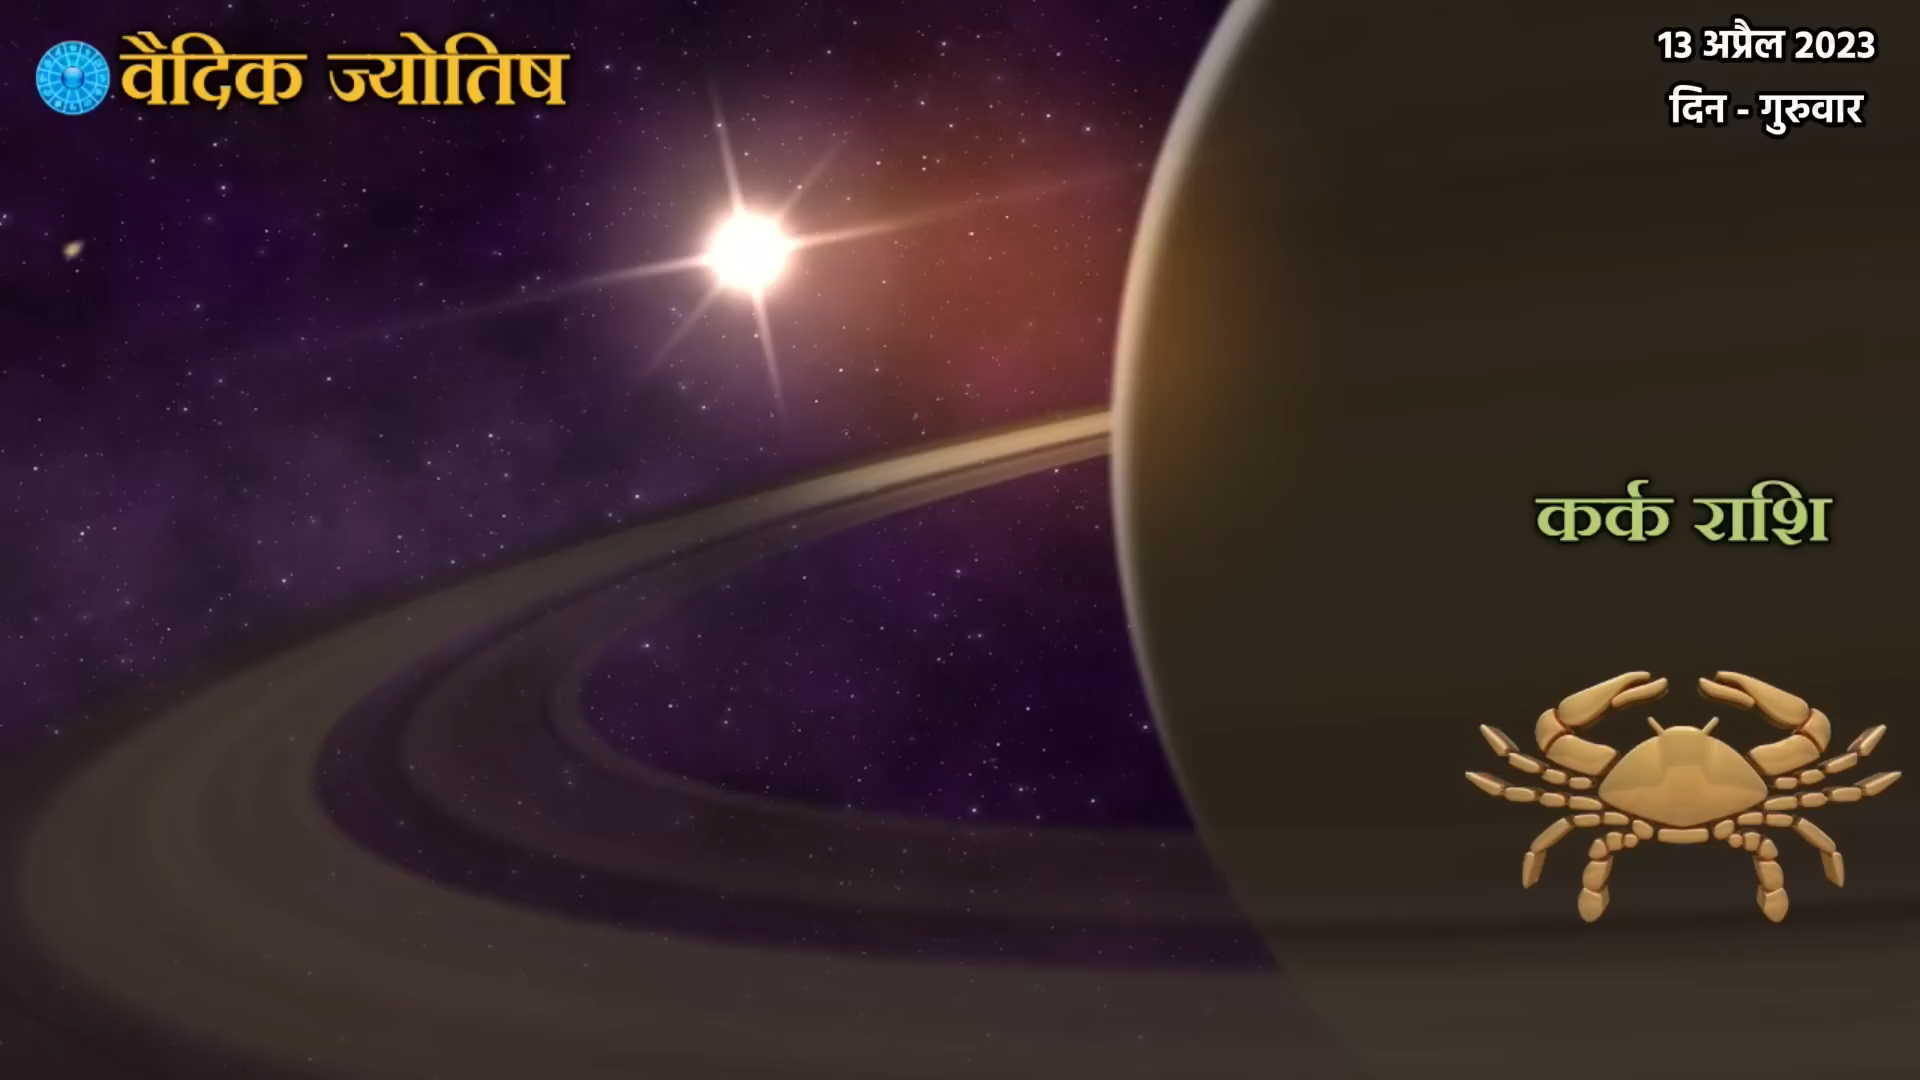 वैदिक ज्योतिष
13 अप्रैल 2023
दिन - गुरुवार
कर्क राशि